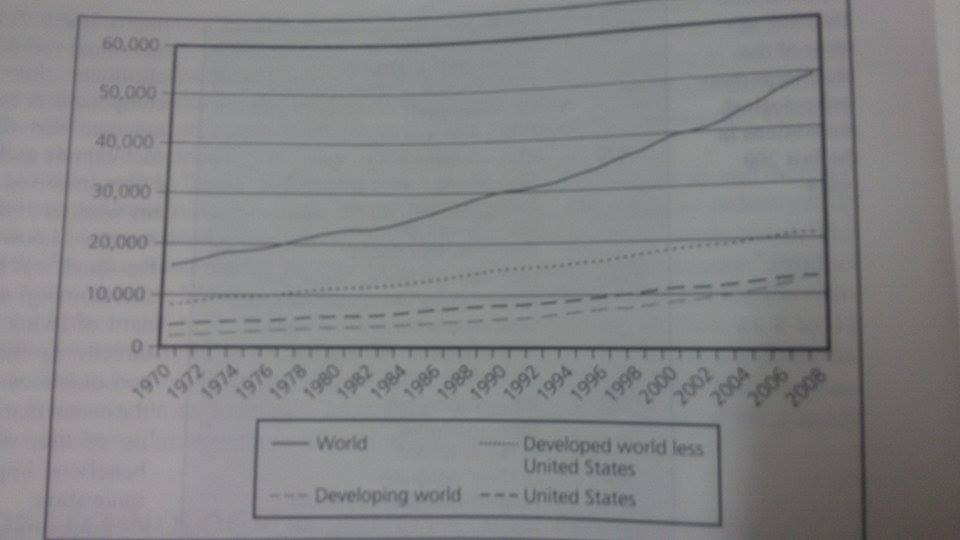 60,000
50,000
40,000
30,000
20,000
10,000
0
1970 1972 1974 1976 1978 1980 1982 1984 1986 1988 1990 1992 1994 1996 1998 2000 2002 2004 2006 2008
World
Developed world less
United States
Developing world
United States